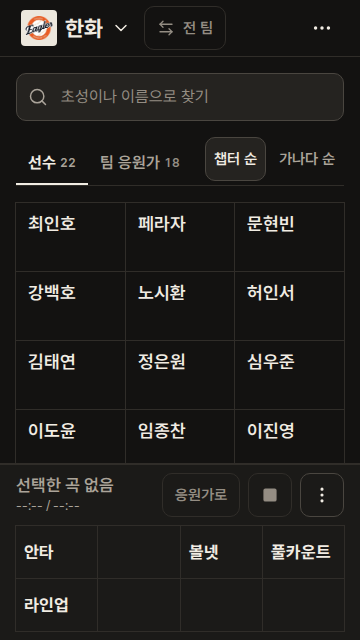 Eagles 한화 전 팀
초성이나 이름으로 찾기
선수 22 팀 응원가 18 챕터 순 가나다 순
최인호 페라자 문현빈
강백호 노시환 허인서
김태연 정은원 심우준
이도윤 임종찬 이진영
선택한 곡 없음 응원가로
--:-- / --:--
안타 볼넷 풀카운트
라인업